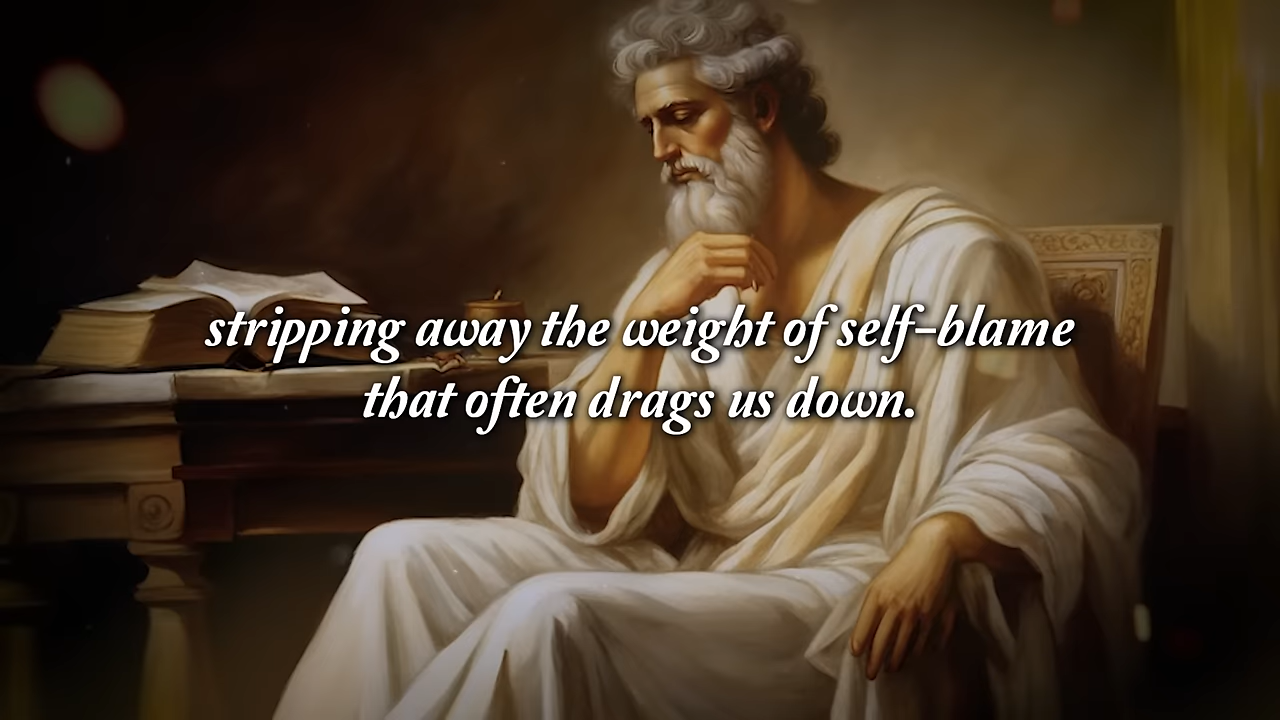 stripping away the weight of self-blame
that often drags us down.